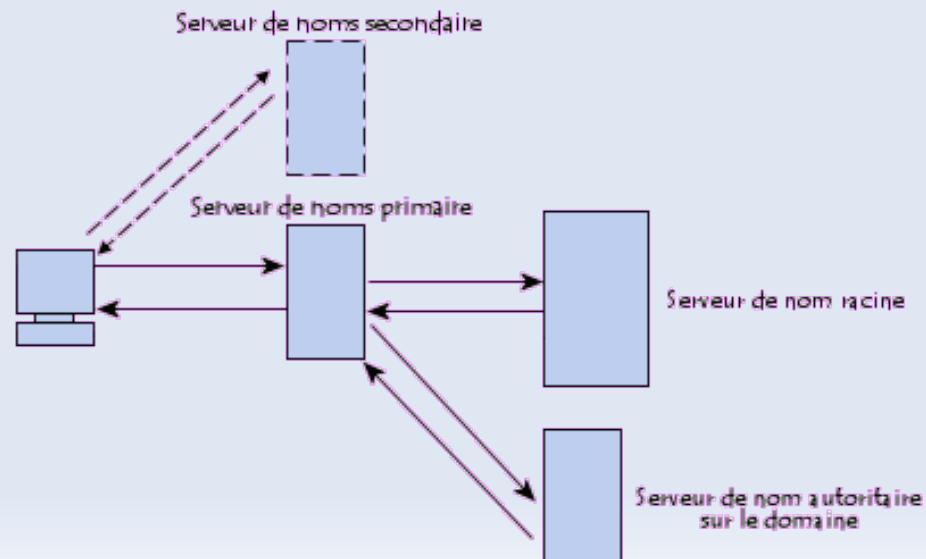 Serveur de noms secondaire
Serveur de noms primaire
Serveur de nom racine
Serveur de nom autoritaire
sur le domaine